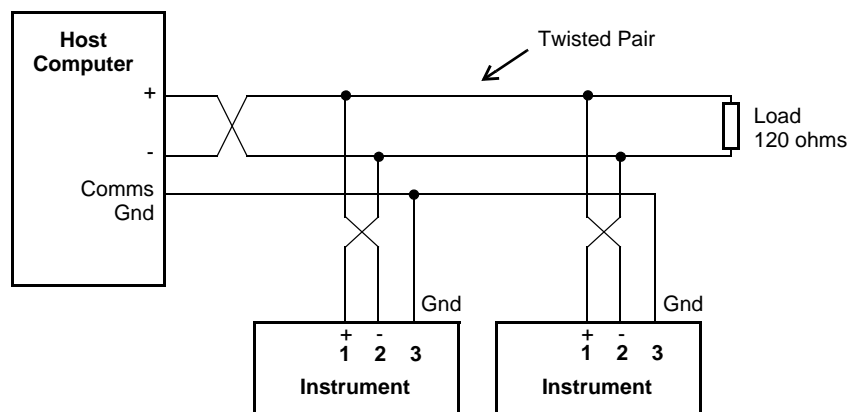 Host
Computer
Twisted Pair
+
-
Comms
Gnd
Load
120 ohms
Gnd
+ -
1 2 3
Instrument
Gnd
+ -
1 2 3
Instrument